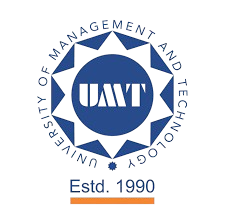 UNIVERSITY OF MANAGEMENT AND TECHNOLOGY
UMT
Estd. 1990